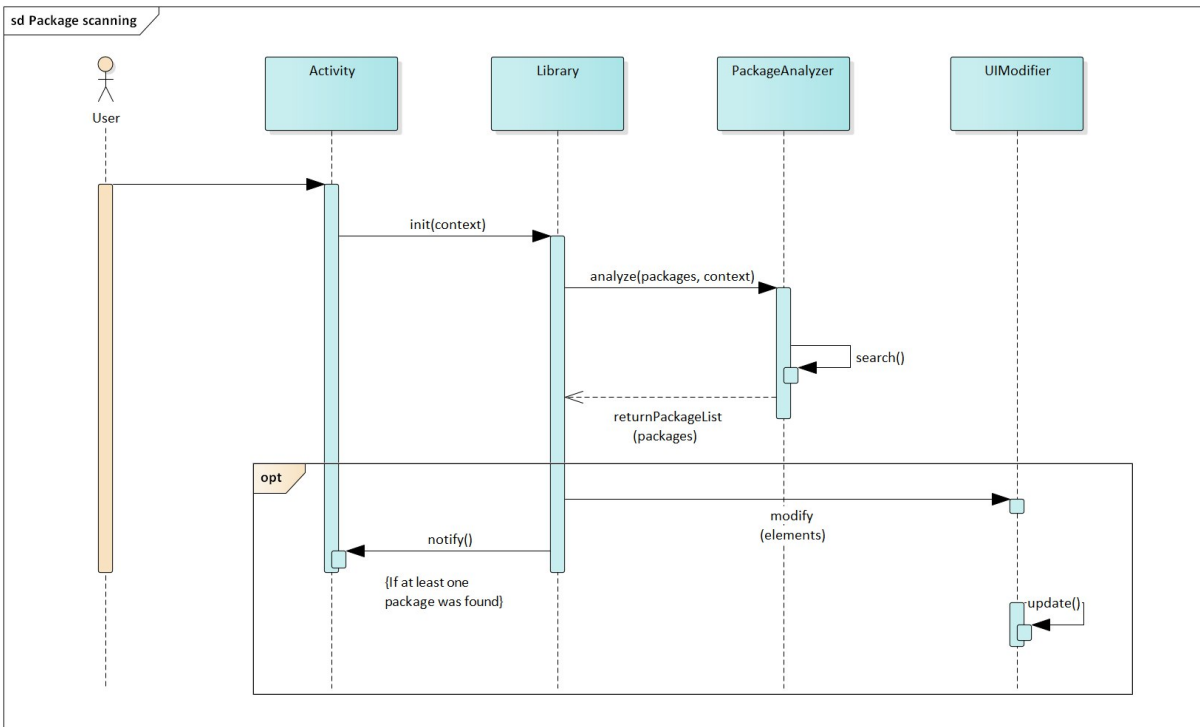 sd Package scanning
Activity
Library
PackageAnalyzer
UIModifier
User
init(context)
analyze(packages, context)
search()
returnPackageList
(packages)
opt
modify
(elements)
notify()
{If at least one
package was found}
update()